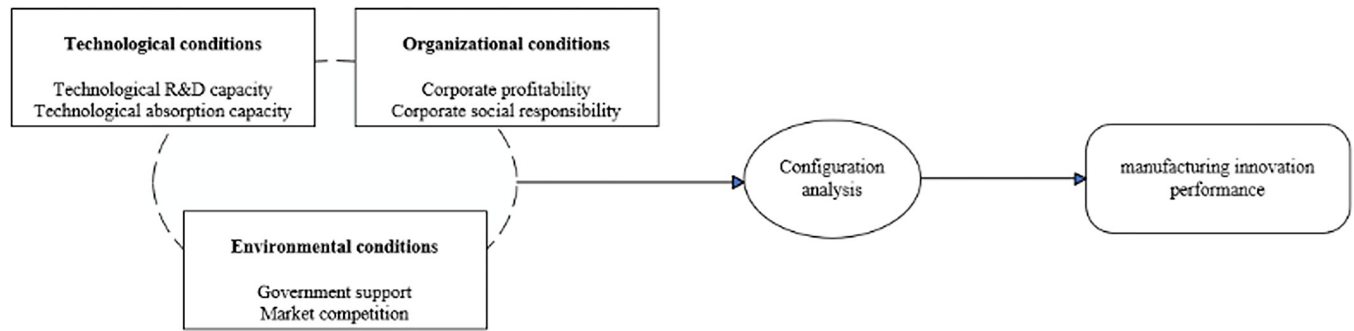 Technological conditions
Technological R&D capacity
Technological absorption capacity
Organizational conditions
Corporate profitability
Corporate social responsibility
Environmental conditions
Government support
Market competition
Configuration
analysis
manufacturing innovation
performance